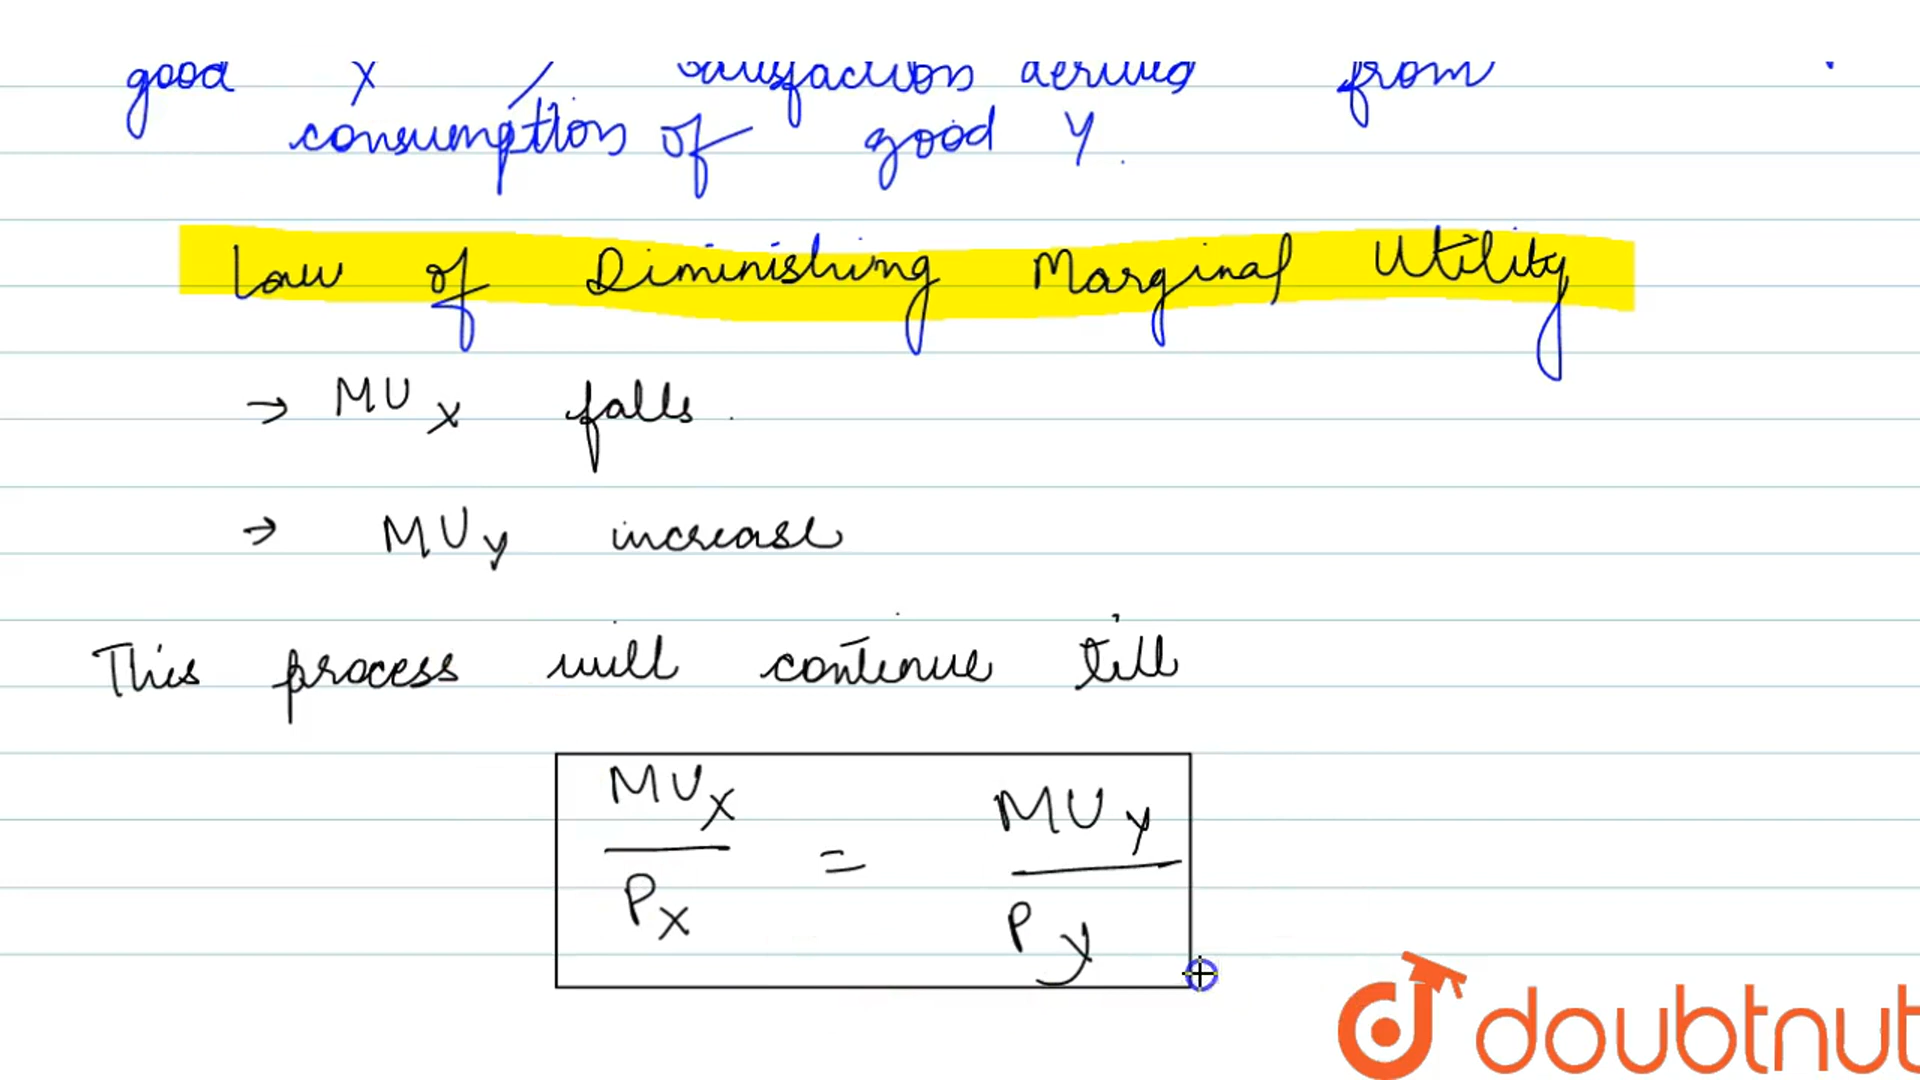 good X / satisfaction derived from
consumption of good Y.
Law of Diminishing Marginal Utility
→ MUx falls.
→ MUy increase
This process will continue till
MUx / Px = MUy / Py
doubtnut